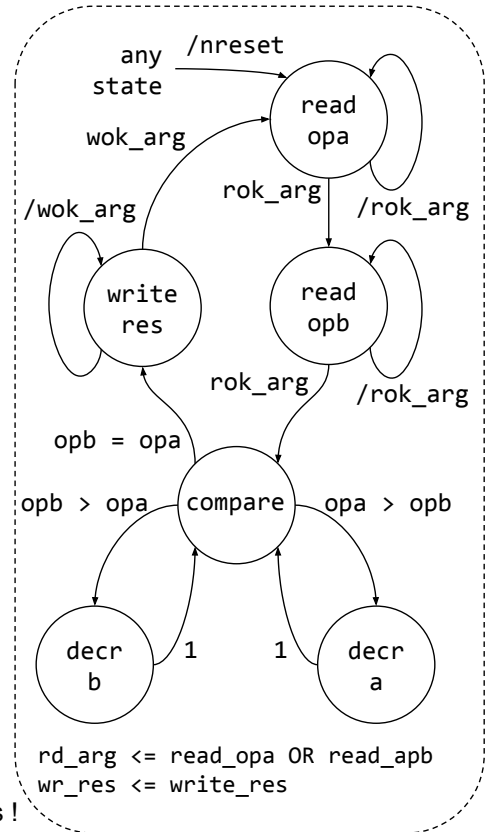 any
state
/nreset
read
opa
wok_arg
rok_arg
/rok_arg
/wok_arg
write
res
read
opb
rok_arg
/rok_arg
opb = opa
opb > opa
compare
opa > opb
decr
b
1
1
decr
a
rd_arg <= read_opa OR read_apb
wr_res <= write_res
s !